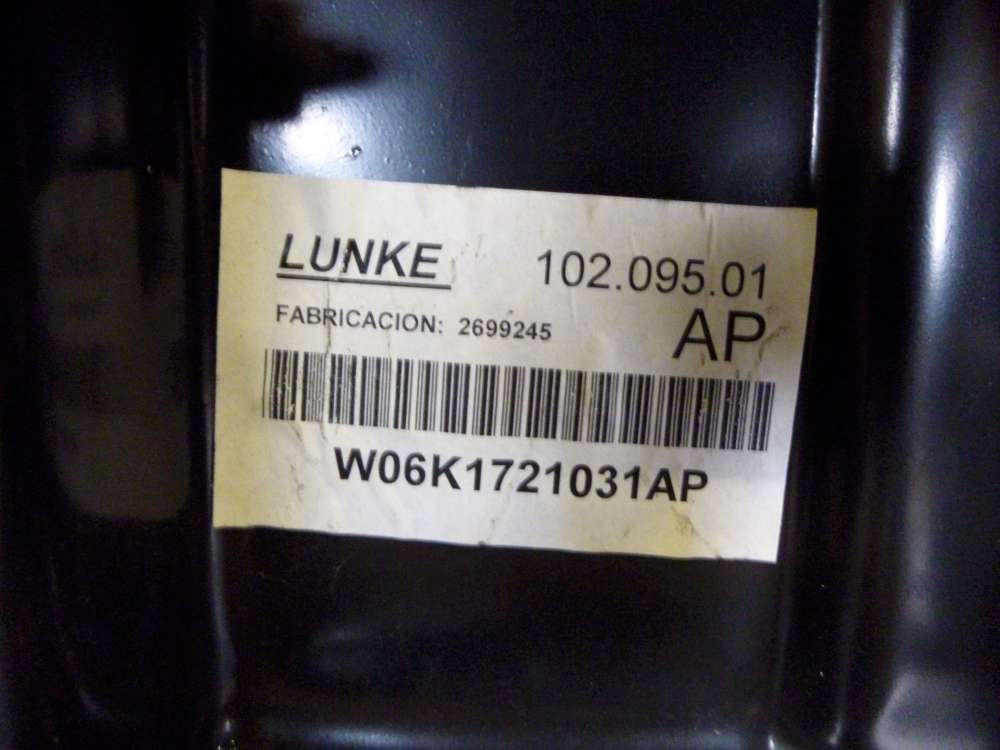 LUNKE 102.095.01
FABRICACION: 2699245 AP
W06K1721031AP